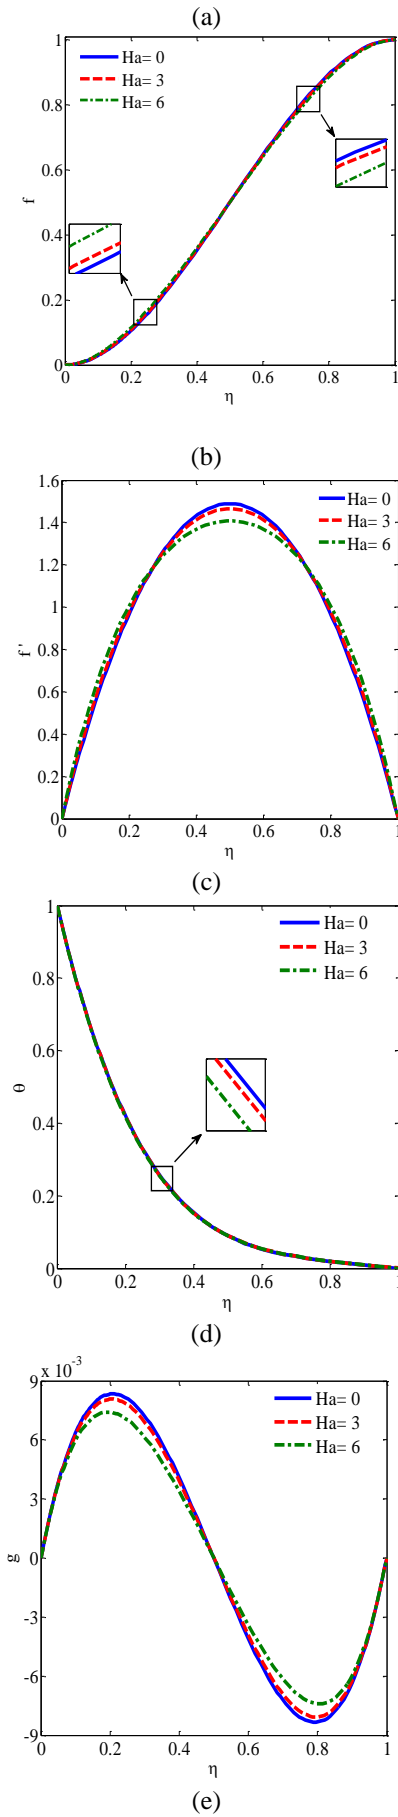 (a)
1
0.8
0.6
0.4
0.2
0
f
Ha= 0
Ha= 3
Ha= 6
0 0.2 0.4 0.6 0.8 1
η
(b)
1.6
1.4
1.2
1
0.8
0.6
0.4
0.2
0
f '
Ha= 0
Ha= 3
Ha= 6
0 0.2 0.4 0.6 0.8 1
η
(c)
1
0.8
0.6
0.4
0.2
0
θ
Ha= 0
Ha= 3
Ha= 6
0 0.2 0.4 0.6 0.8 1
η
(d)
x 10-3
9
6
3
0
-3
-6
-9
g
Ha= 0
Ha= 3
Ha= 6
0 0.2 0.4 0.6 0.8 1
η
(e)